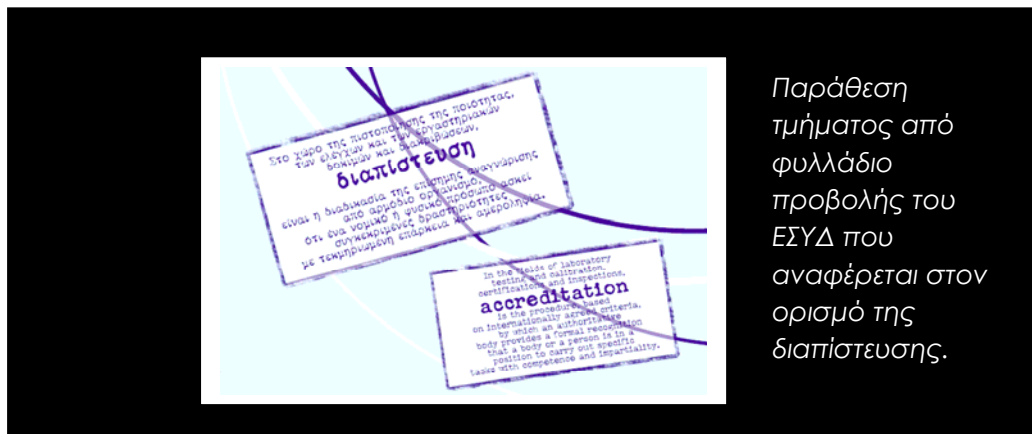 Στο χώρο της πιστοποίησης της ποιότητας,
των ελέγχων και των εργαστηριακών
δοκιμών και διακριβώσεων,
διαπίστευση
είναι η διαδικασία της επίσημης αναγνώρισης
από αρμόδιο οργανισμό,
ότι ένα νομικό ή φυσικό πρόσωπο ασκεί
συγκεκριμένες δραστηριότητες
με τεκμηριωμένη επάρκεια και αμεροληψία.
In the fields of laboratory
testing and calibration,
certifications and inspections,
accreditation
is the procedure, based
on internationally agreed criteria,
by which an authoritative
body provides a formal recognition
that a body or a person is in a
position to carry out specific
tasks with competence and impartiality.
Παράθεση
τμήματος από
φυλλάδιο
προβολής του
ΕΣΥΔ που
αναφέρεται στον
ορισμό της
διαπίστευσης.